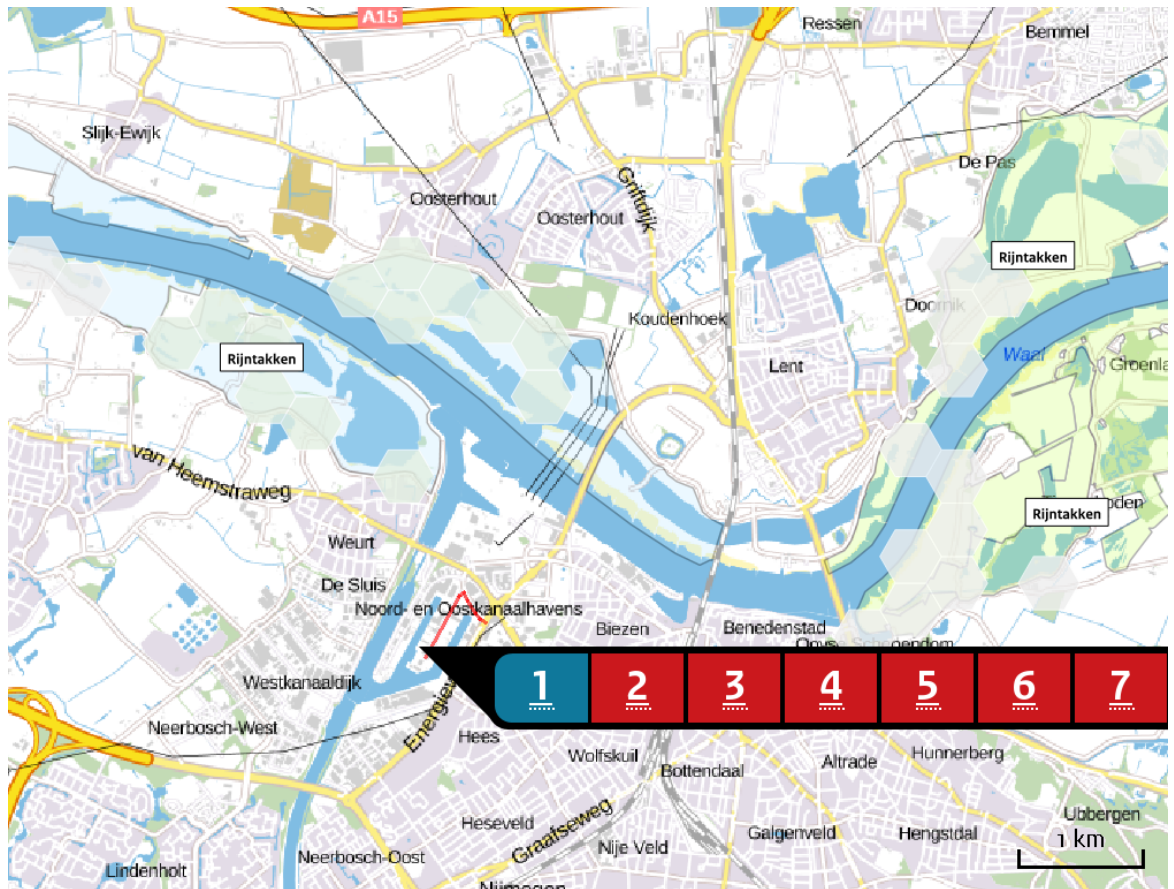 A15
Ressen
Bemmel
Slijk-Ewijk
De Pas
Oosterhout
Oosterhout
Griftdijk
Rijntakken
Doornik
Koudenhoek
Waal
Rijntakken
Lent
van Heemstraweg
Rijntakken
Weurt
De Sluis
Noord- en Oostkanaalhavens
Biezen
Benedenstad
1
2
3
4
5
6
7
Westkanaaldijk
Neerbosch-West
Hees
Wolfskuil
Bottendaal
Altrade
Hunnerberg
Ubbergen
Heseveld
Graafseweg
Nije Veld
Galgenveld
Hengstdal
1 km
Neerbosch-Oost
Lindenholt
Nijmegen